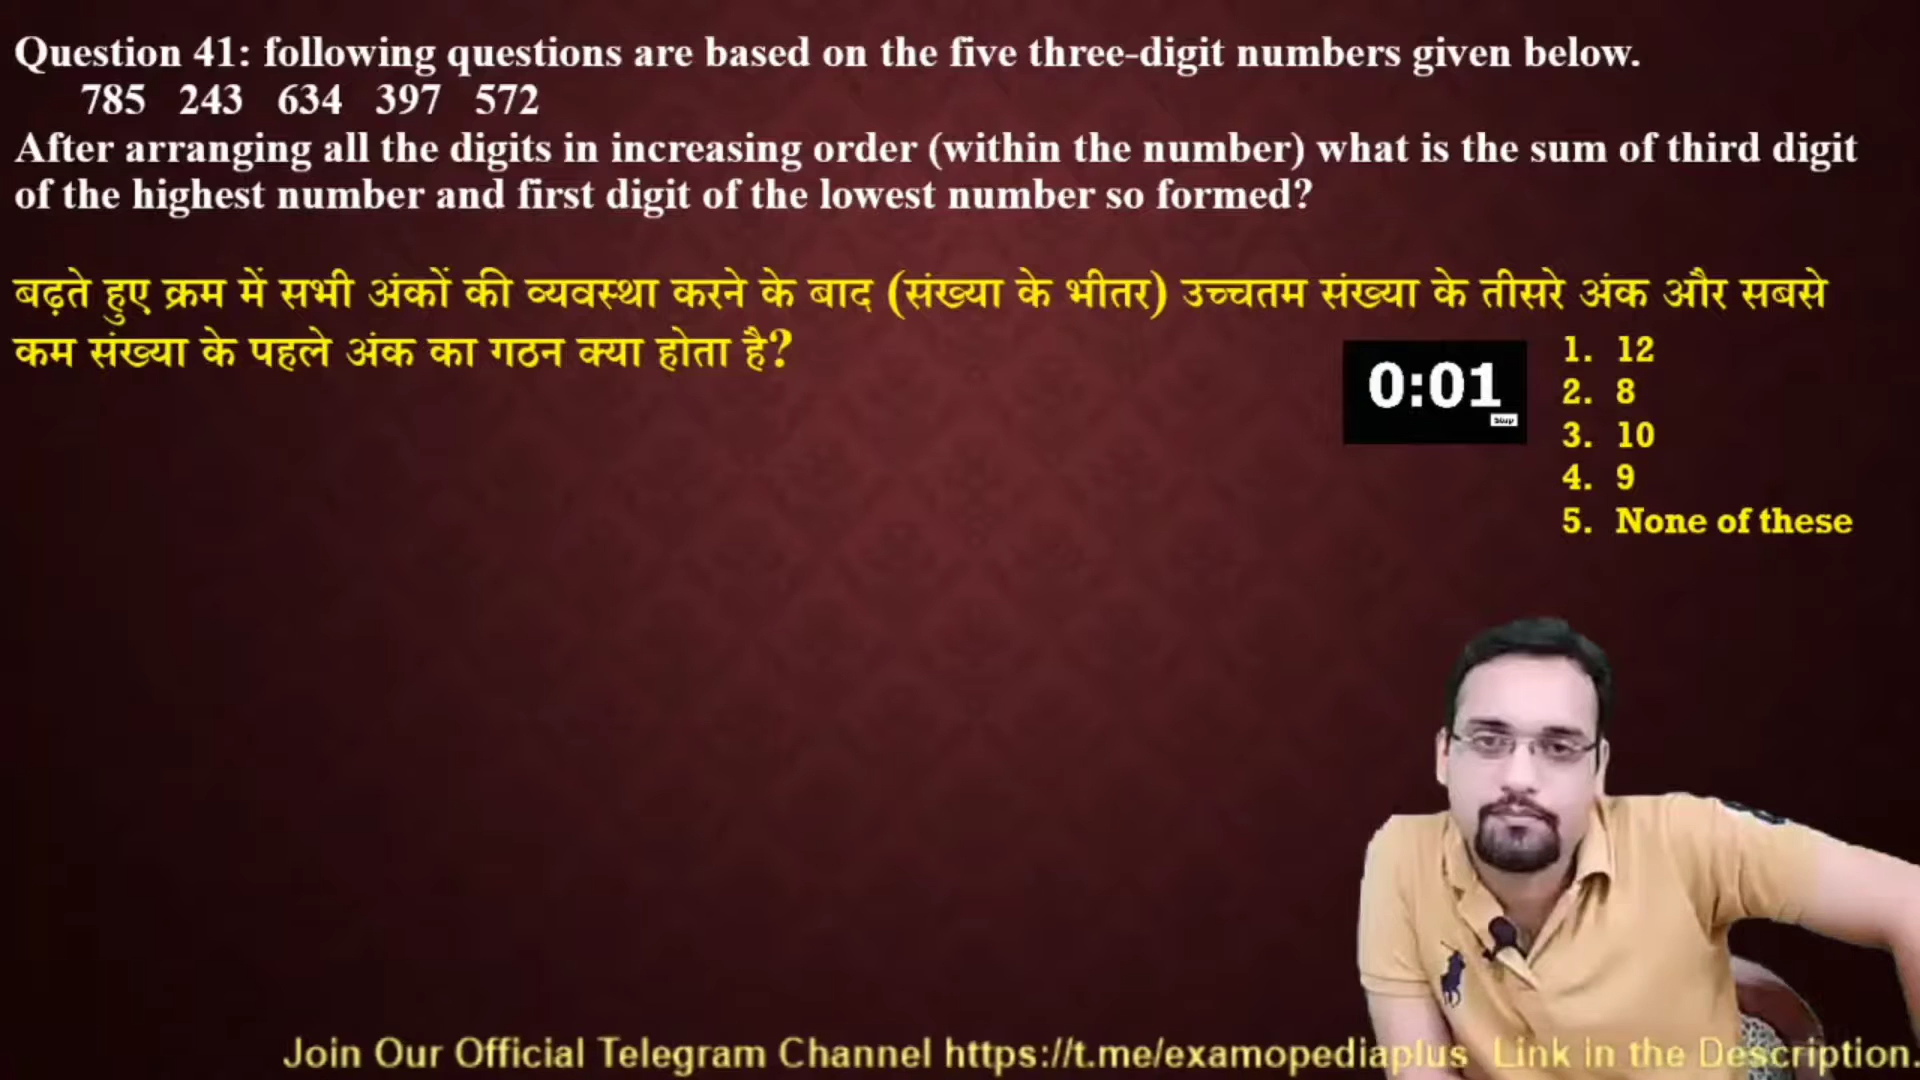 Question 41: following questions are based on the five three-digit numbers given below.
785 243 634 397 572
After arranging all the digits in increasing order (within the number) what is the sum of third digit
of the highest number and first digit of the lowest number so formed?
बढ़ते हुए क्रम में सभी अंकों की व्यवस्था करने के बाद (संख्या के भीतर) उच्चतम संख्या के तीसरे अंक और सबसे
कम संख्या के पहले अंक का गठन क्या होता है?
0:01
Stop
1. 12
2. 8
3. 10
4. 9
5. None of these
Join Our Official Telegram Channel https://t.me/examopediaplus Link in the Description.